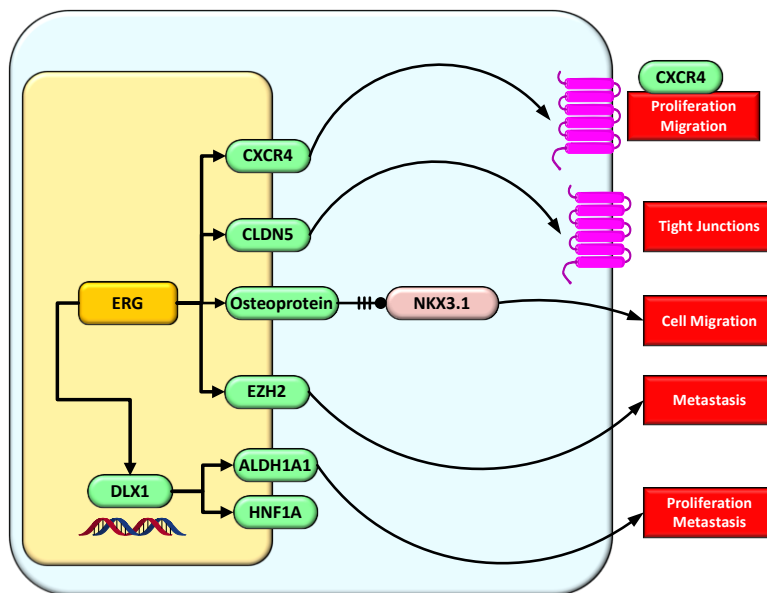 CXCR4
Proliferation
Migration
CXCR4
CLDN5
Tight Junctions
ERG
Osteoprotein
NKX3.1
Cell Migration
EZH2
Metastasis
ALDH1A1
DLX1
HNF1A
Proliferation
Metastasis